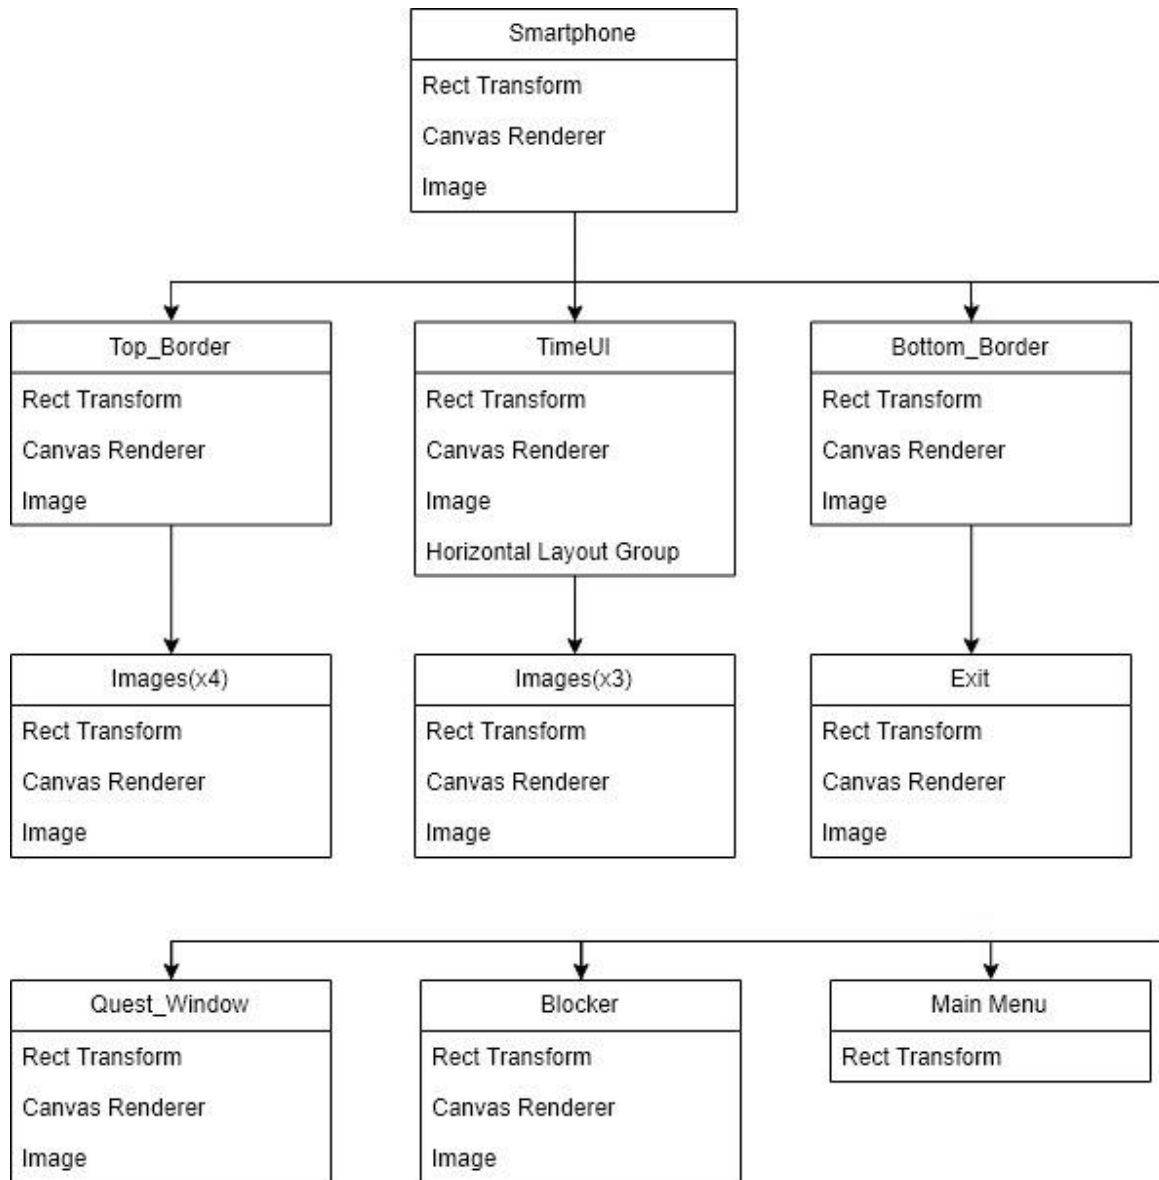 Smartphone
Rect Transform
Canvas Renderer
Image
Top_Border
Rect Transform
Canvas Renderer
Image
TimeUI
Rect Transform
Canvas Renderer
Image
Horizontal Layout Group
Bottom_Border
Rect Transform
Canvas Renderer
Image
Images(x4)
Rect Transform
Canvas Renderer
Image
Images(x3)
Rect Transform
Canvas Renderer
Image
Exit
Rect Transform
Canvas Renderer
Image
Quest_Window
Rect Transform
Canvas Renderer
Image
Blocker
Rect Transform
Canvas Renderer
Image
Main Menu
Rect Transform